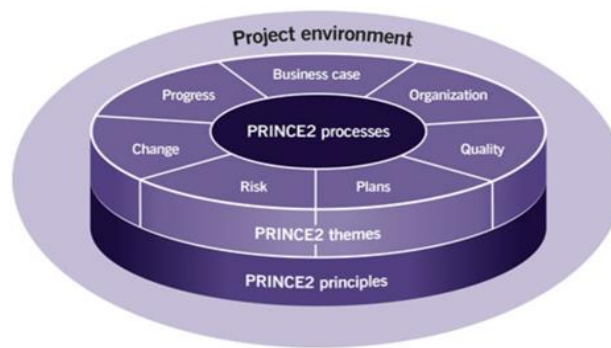 Project environment
Business case
Progress
Organization
PRINCE2 processes
Change
Quality
Risk
Plans
PRINCE2 themes
PRINCE2 principles